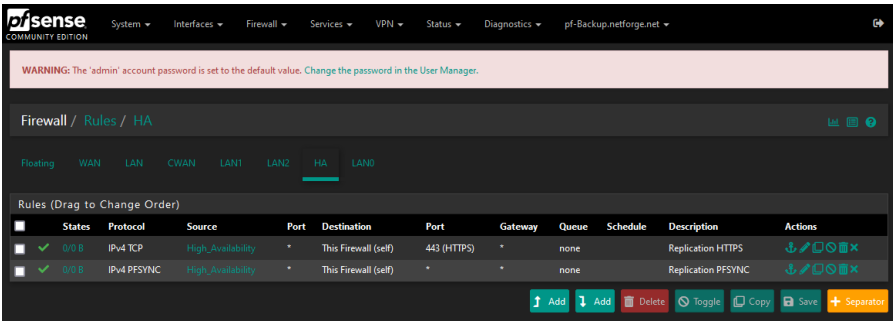 pfsense
COMMUNITY EDITION
System Interfaces Firewall Services VPN Status Diagnostics pf-Backup.netforge.net
WARNING: The 'admin' account password is set to the default value. Change the password in the User Manager.
Firewall / Rules / HA
Floating WAN LAN CWAN LAN1 LAN2 HA LAN0
Rules (Drag to Change Order)
States Protocol Source Port Destination Port Gateway Queue Schedule Description Actions
0/0 B IPv4 TCP High_Availability * This Firewall (self) 443 (HTTPS) * none Replication HTTPS
0/0 B IPv4 PFSYNC High_Availability * This Firewall (self) * * none Replication PFSYNC
Add Add Delete Toggle Copy Save Separator